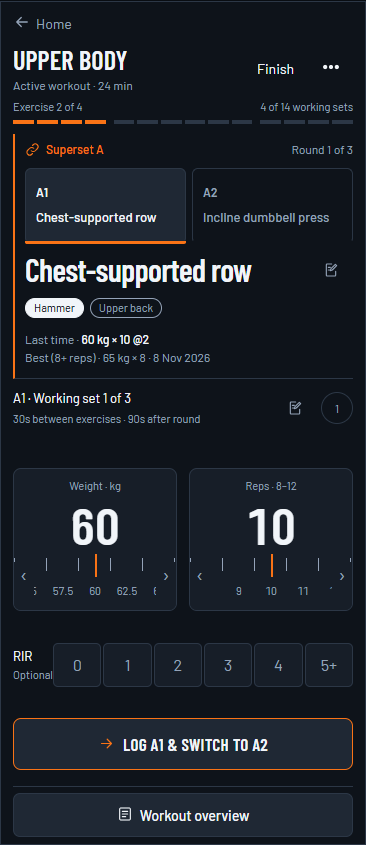 Home
UPPER BODY
Finish
Active workout · 24 min
Exercise 2 of 4
4 of 14 working sets
Superset A
Round 1 of 3
A1
Chest-supported row
A2
Incline dumbbell press
Chest-supported row
Hammer
Upper back
Last time · 60 kg × 10 @2
Best (8+ reps) · 65 kg × 8 · 8 Nov 2026
A1 · Working set 1 of 3
30s between exercises · 90s after round
1
Weight · kg
60
57.5 60 62.5
Reps · 8–12
10
9 10 11
RIR
Optional
0 1 2 3 4 5+
LOG A1 & SWITCH TO A2
Workout overview